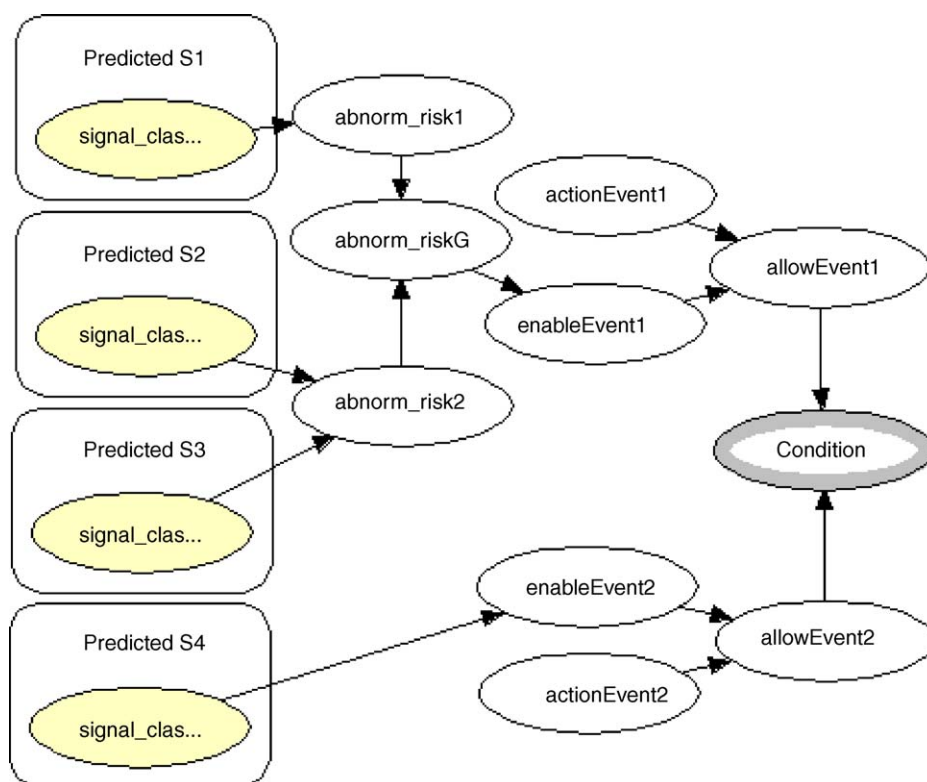 Predicted S1
signal_clas...
abnorm_risk1
Predicted S2
signal_clas...
abnorm_riskG
abnorm_risk2
Predicted S3
signal_clas...
Predicted S4
signal_clas...
actionEvent1
enableEvent1
allowEvent1
Condition
enableEvent2
actionEvent2
allowEvent2